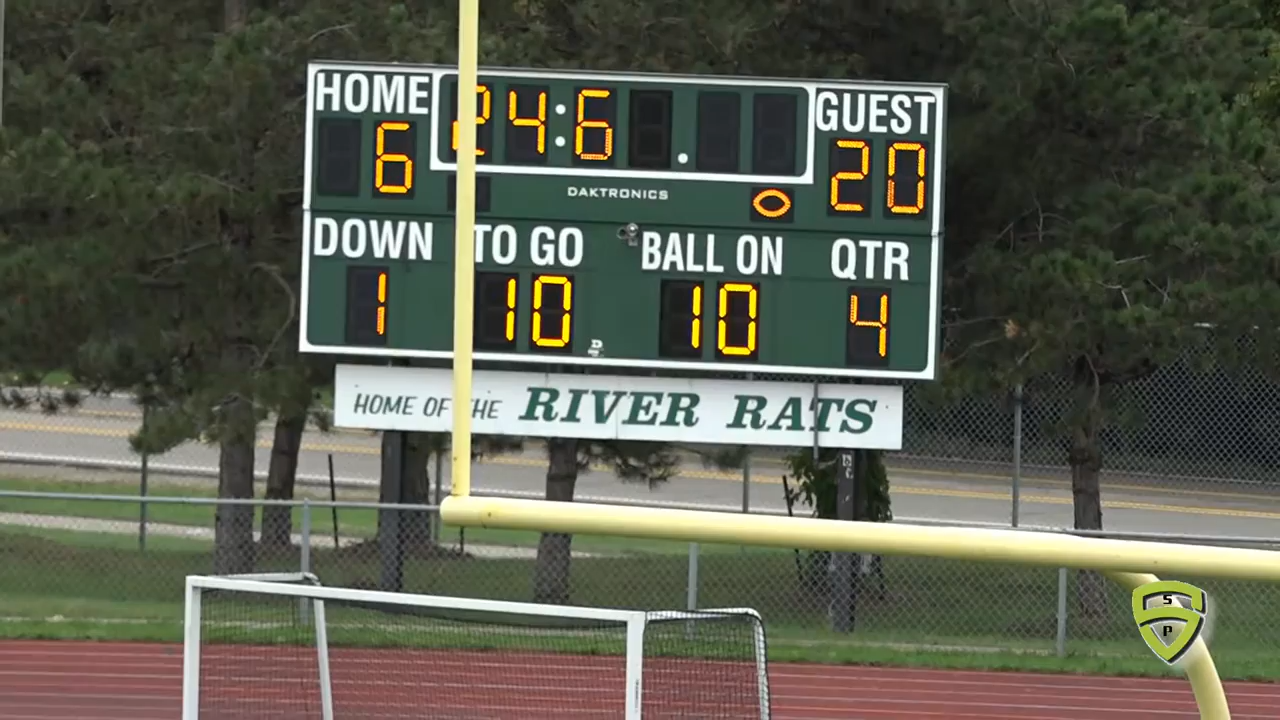 HOME 24:6 GUEST
6 20
DAKTRONICS
DOWN TO GO BALL ON QTR
1 10 10 4
HOME OF THE RIVER RATS
S
P